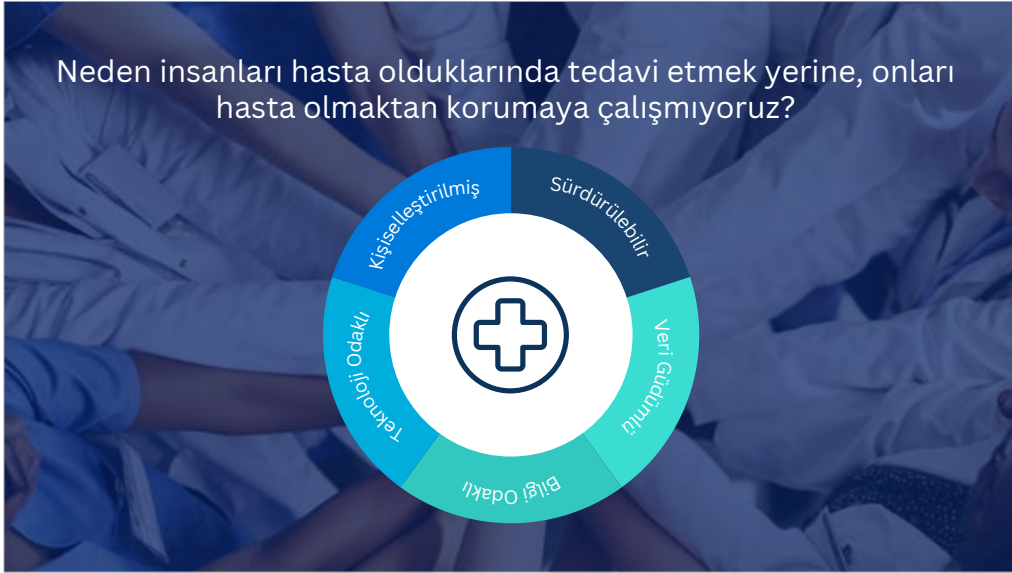 Neden insanları hasta olduklarında tedavi etmek yerine, onları
hasta olmaktan korumaya çalışmıyoruz?
Kişiselleştirilmiş
Sürdürülebilir
Veri Güdümlü
Bilgi Odaklı
Teknoloji Odaklı